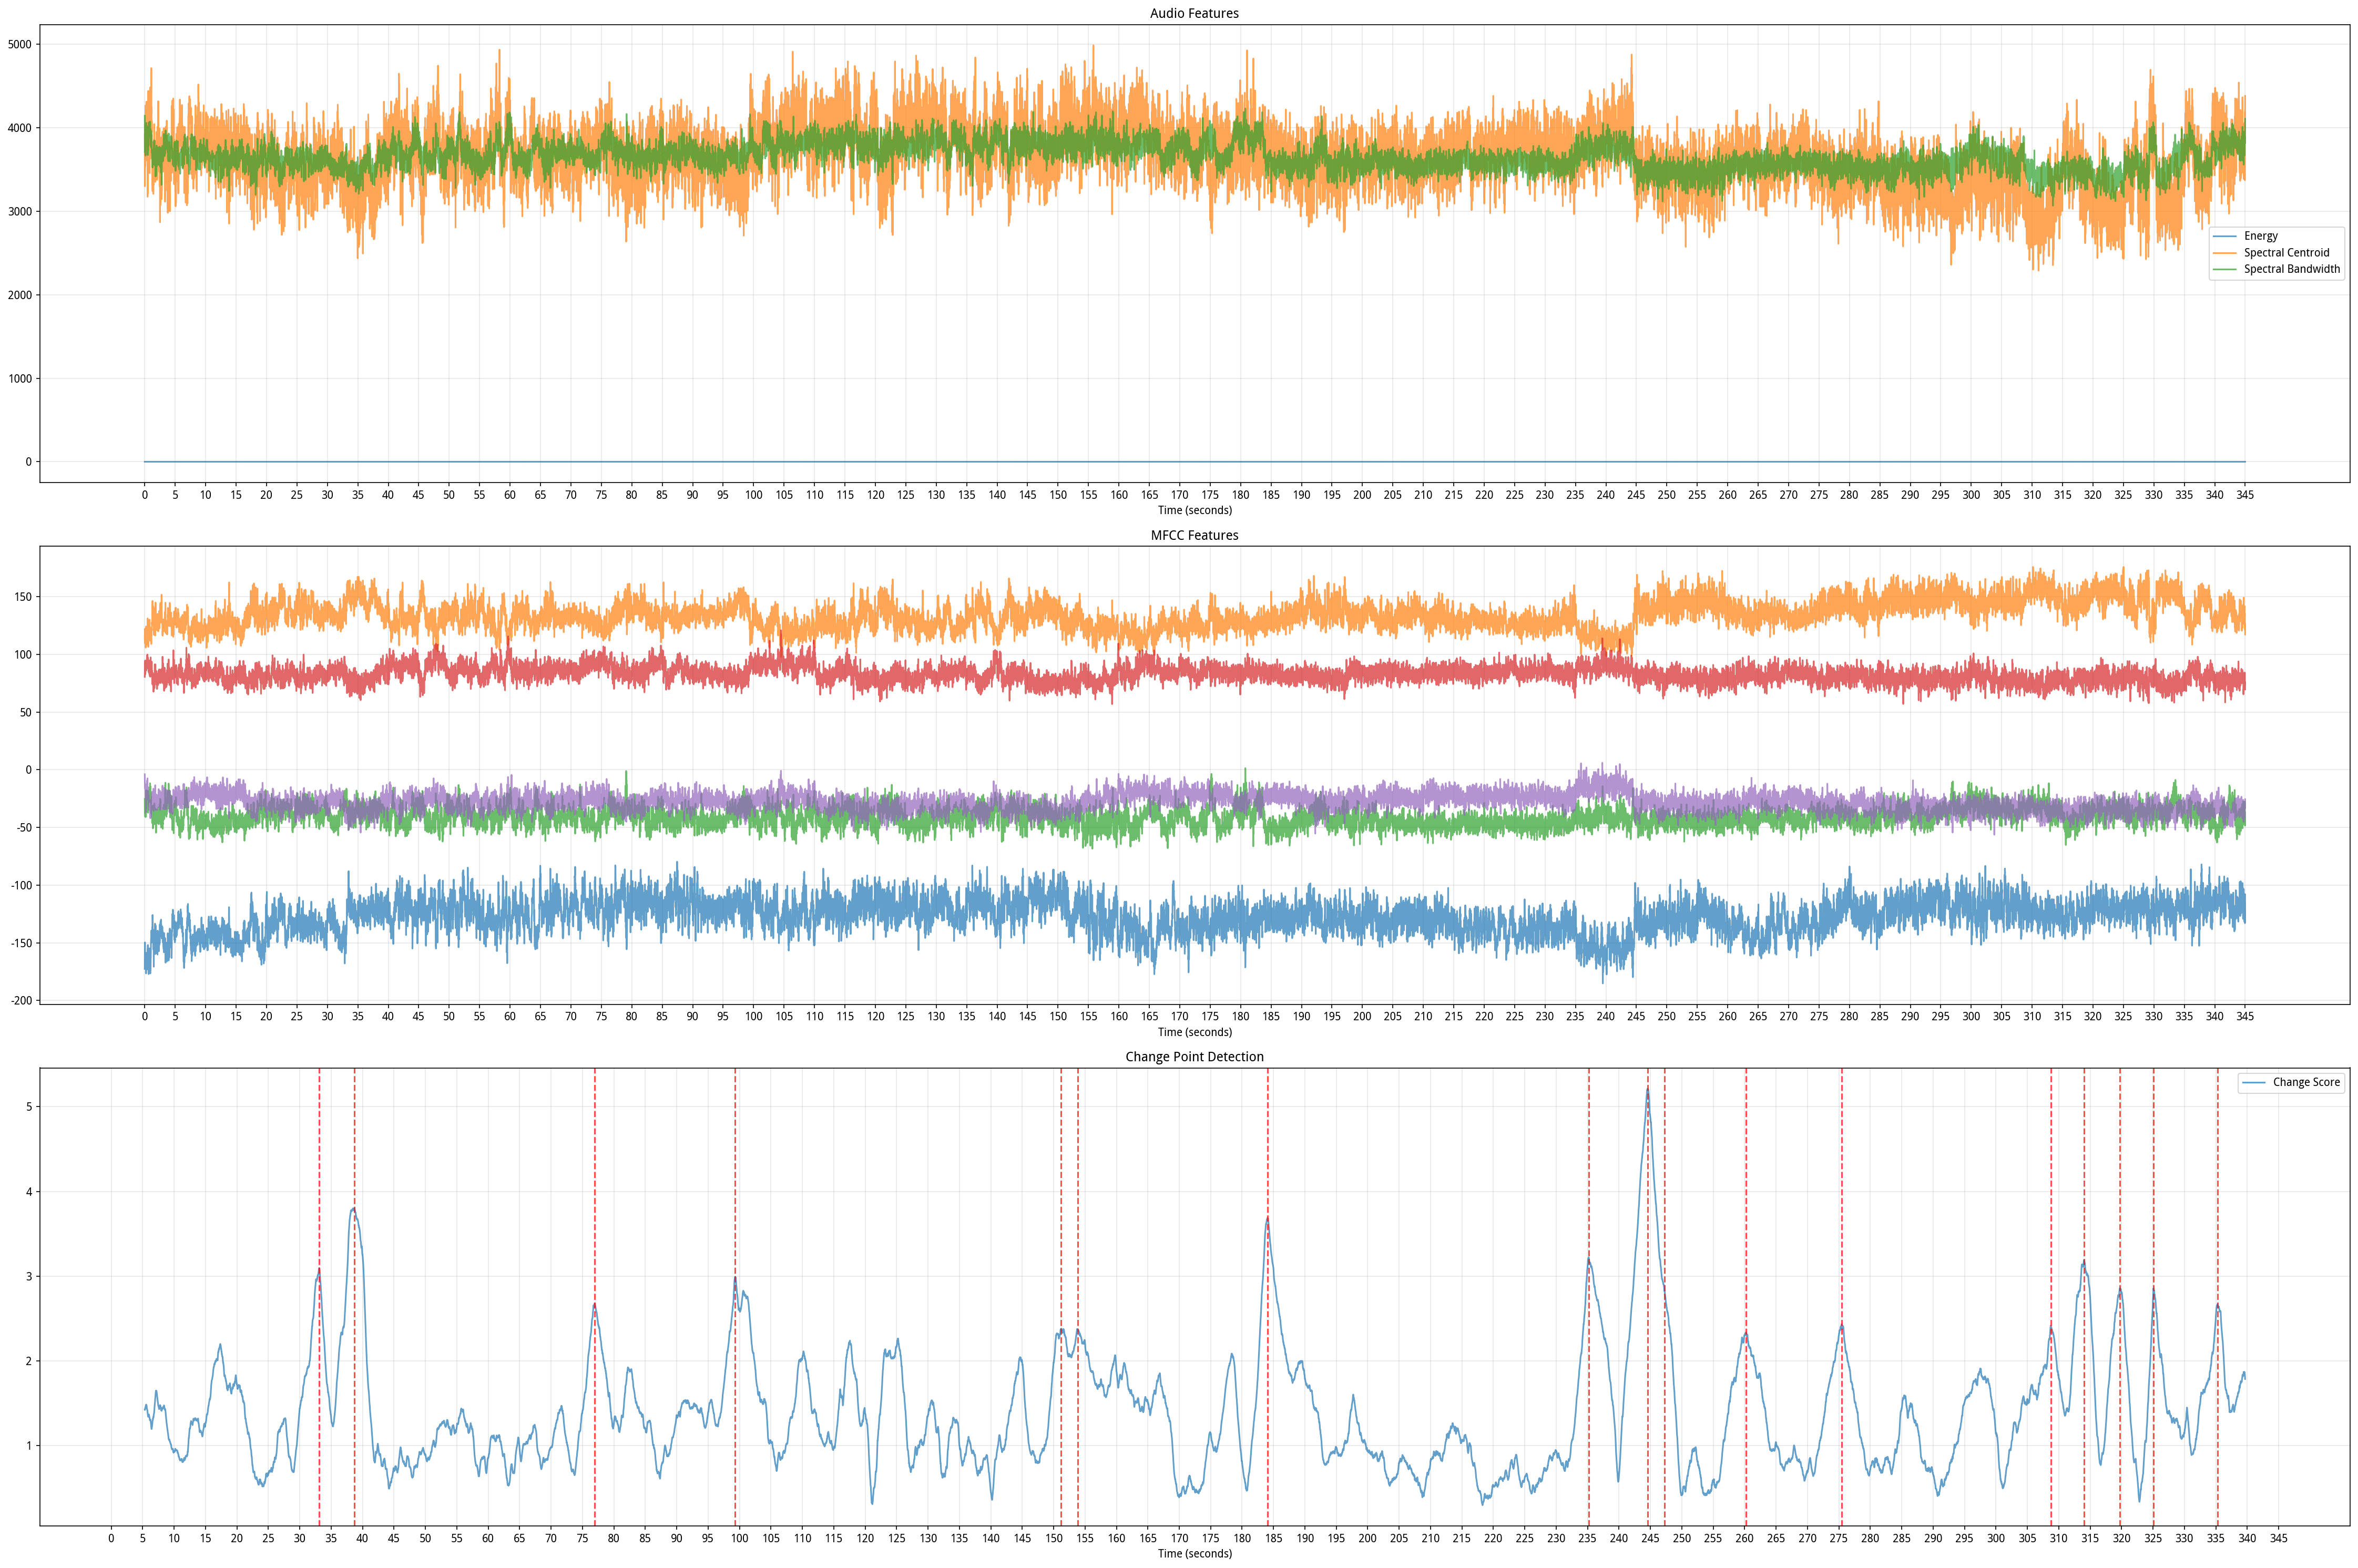 Audio Features
5000
4000
3000
2000
1000
0
Energy
Spectral Centroid
Spectral Bandwidth
0 5 10 15 20 25 30 35 40 45 50 55 60 65 70 75 80 85 90 95 100 105 110 115 120 125 130 135 140 145 150 155 160 165 170 175 180 185 190 195 200 205 210 215 220 225 230 235 240 245 250 255 260 265 270 275 280 285 290 295 300 305 310 315 320 325 330 335 340 345
Time (seconds)
MFCC Features
150
100
50
0
-50
-100
-150
-200
0 5 10 15 20 25 30 35 40 45 50 55 60 65 70 75 80 85 90 95 100 105 110 115 120 125 130 135 140 145 150 155 160 165 170 175 180 185 190 195 200 205 210 215 220 225 230 235 240 245 250 255 260 265 270 275 280 285 290 295 300 305 310 315 320 325 330 335 340 345
Time (seconds)
Change Point Detection
Change Score
5
4
3
2
1
0 5 10 15 20 25 30 35 40 45 50 55 60 65 70 75 80 85 90 95 100 105 110 115 120 125 130 135 140 145 150 155 160 165 170 175 180 185 190 195 200 205 210 215 220 225 230 235 240 245 250 255 260 265 270 275 280 285 290 295 300 305 310 315 320 325 330 335 340 345
Time (seconds)